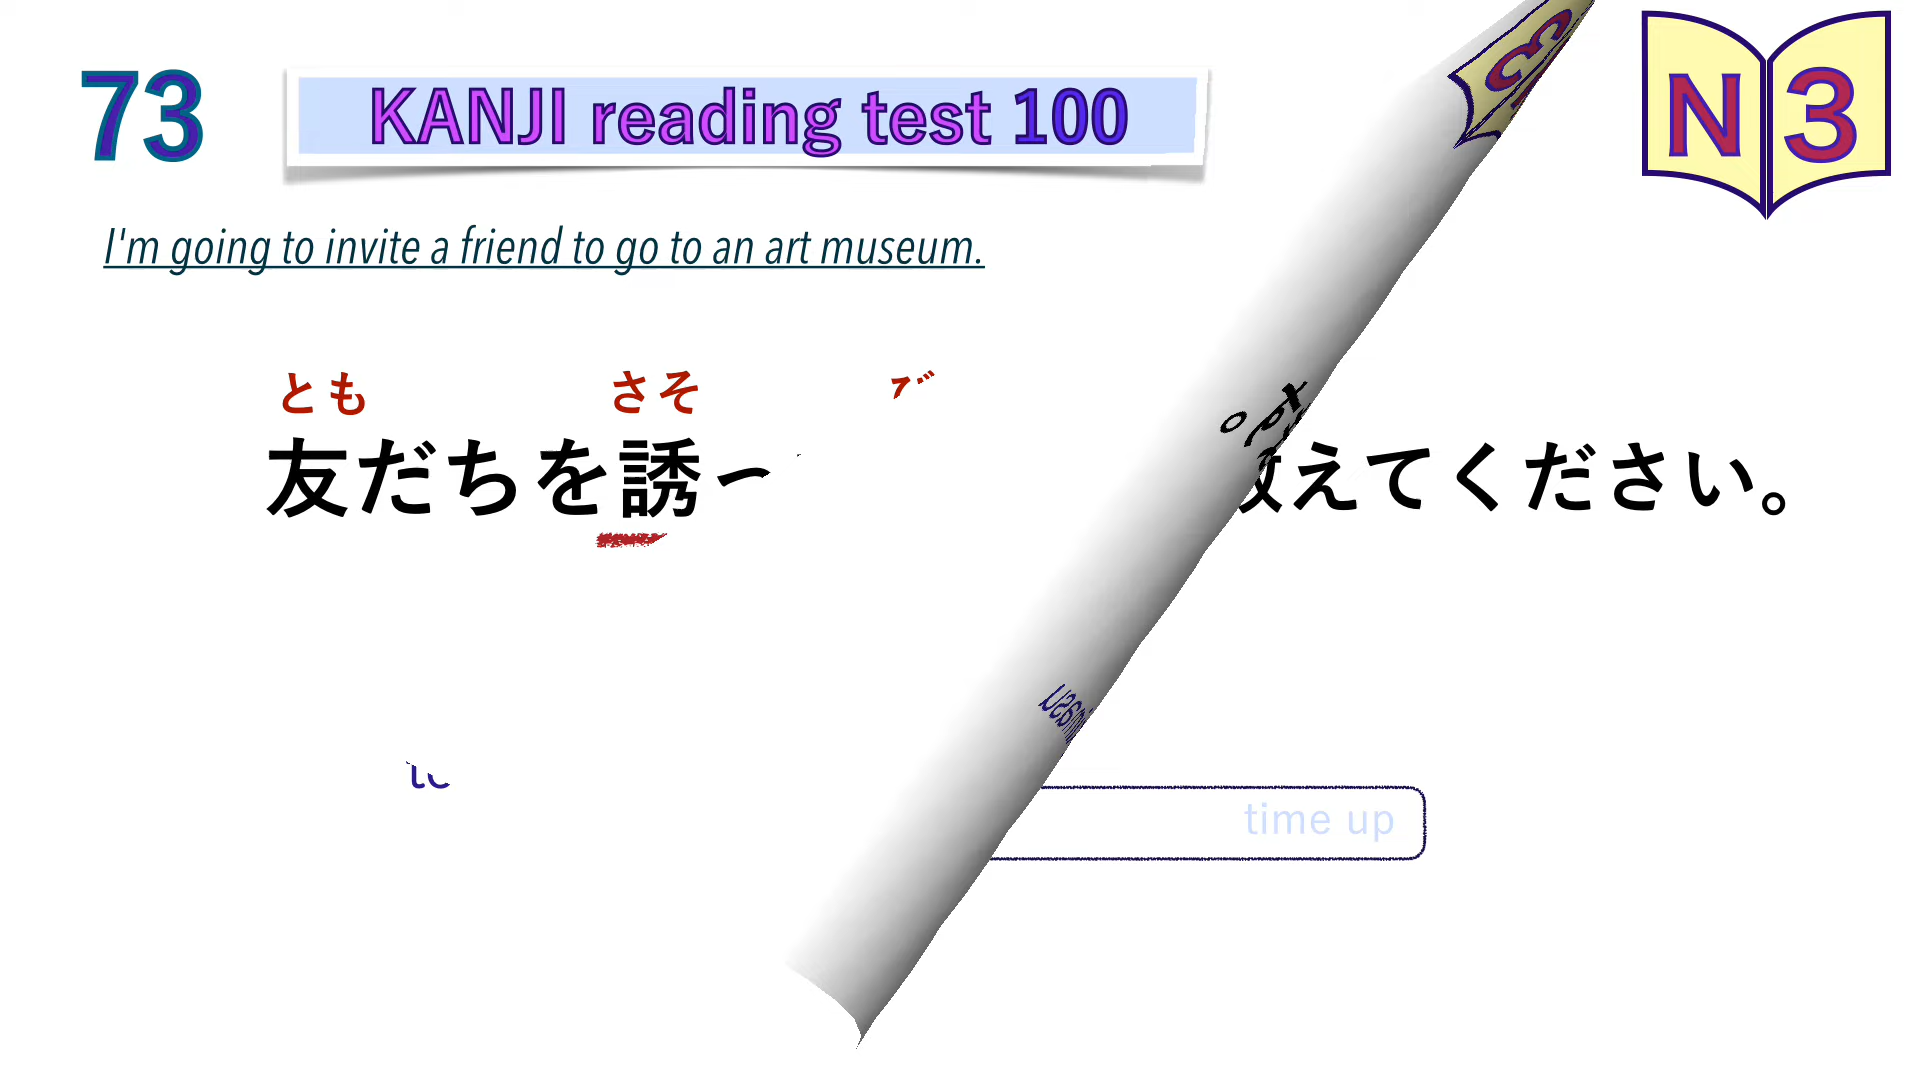 73
KANJI reading test 100
N3
I'm going to invite a friend to go to an art museum.
とも さそ
友だちを誘っ
えてください。
time up